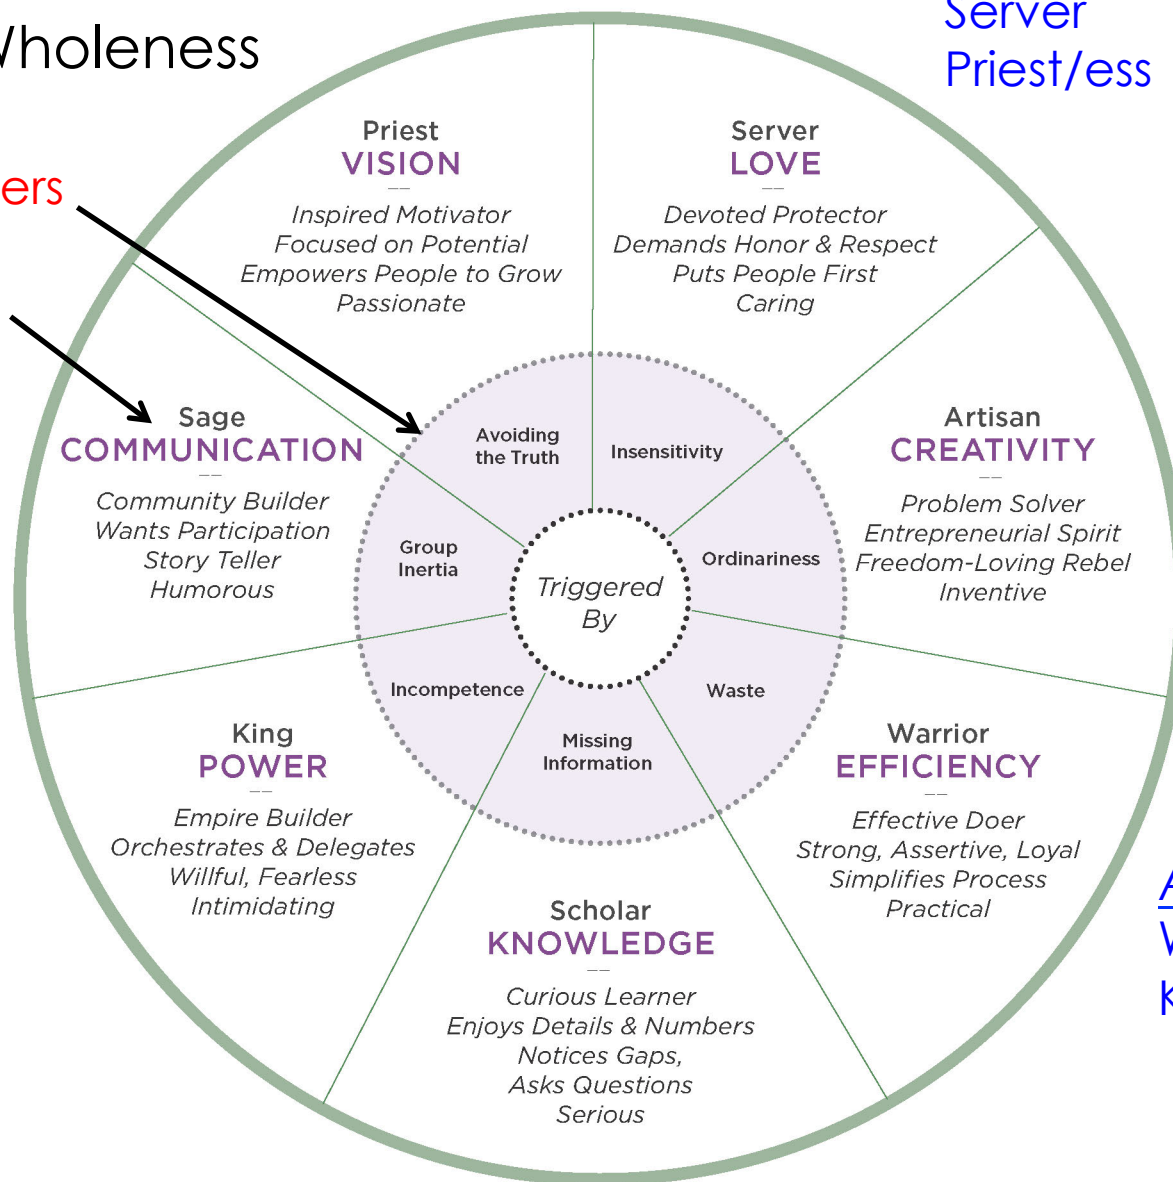 Wholeness
Server
Priest/ess
ers
Priest
VISION
Inspired Motivator
Focused on Potential
Empowers People to Grow
Passionate
Server
LOVE
Devoted Protector
Demands Honor & Respect
Puts People First
Caring
Sage
COMMUNICATION
Community Builder
Wants Participation
Story Teller
Humorous
Artisan
CREATIVITY
Problem Solver
Entrepreneurial Spirit
Freedom-Loving Rebel
Inventive
Avoiding
the Truth
Insensitivity
Group
Inertia
Ordinariness
Triggered
By
Incompetence
Waste
Missing
Information
King
POWER
Empire Builder
Orchestrates & Delegates
Willful, Fearless
Intimidating
Warrior
EFFICIENCY
Effective Doer
Strong, Assertive, Loyal
Simplifies Process
Practical
Scholar
KNOWLEDGE
Curious Learner
Enjoys Details & Numbers
Notices Gaps,
Asks Questions
Serious